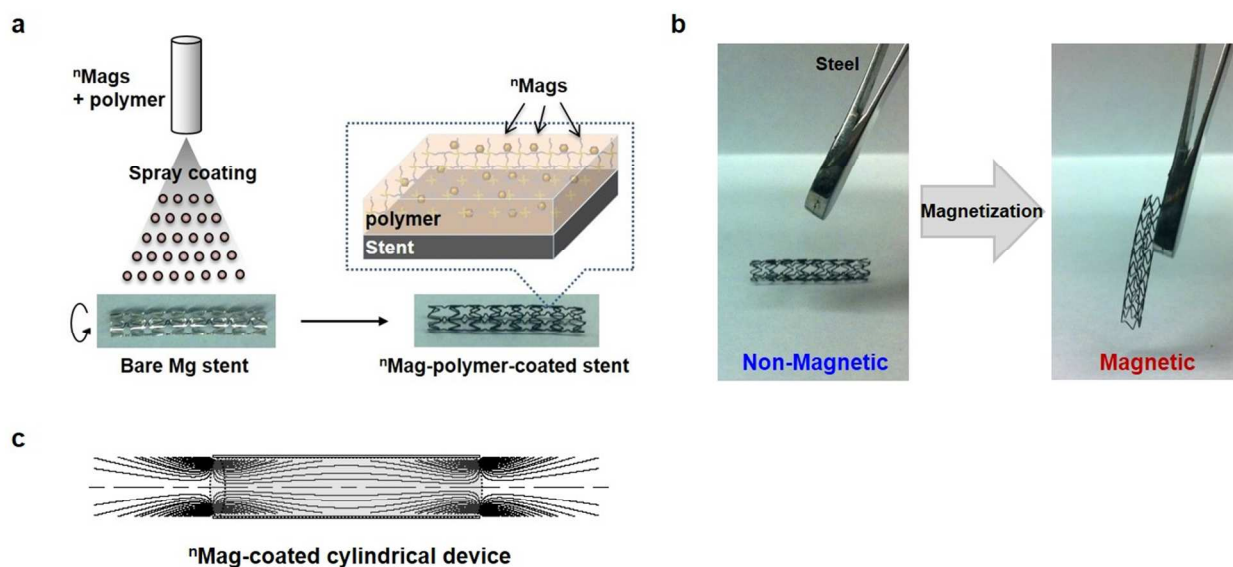 a
ⁿMags
+ polymer
Spray coating
ⁿMags
polymer
Stent
Bare Mg stent
ⁿMag-polymer-coated stent
b
Steel
Magnetization
Non-Magnetic
Magnetic
c
ⁿMag-coated cylindrical device